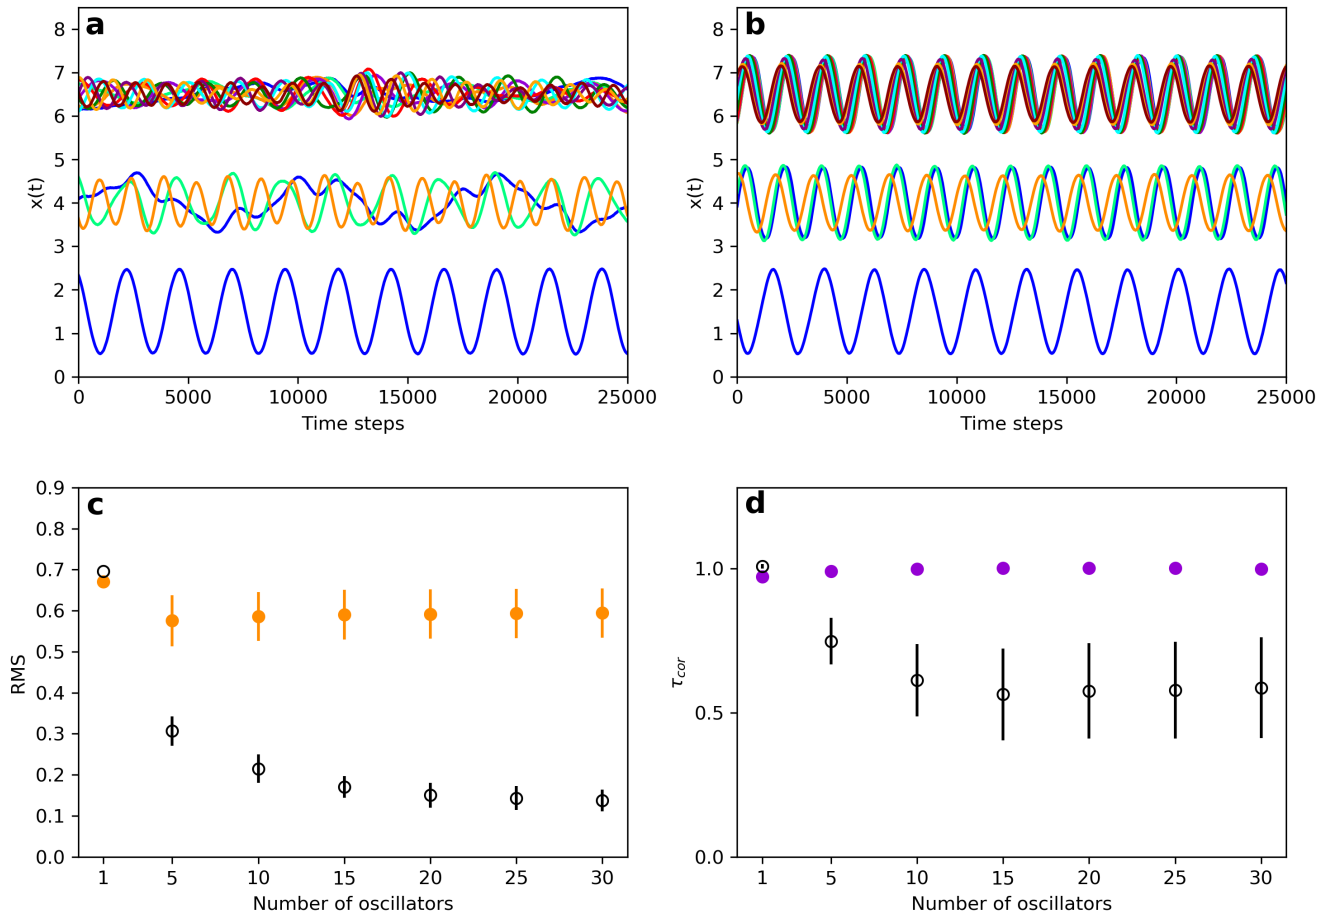 a
8
7
6
5
4
3
2
1
0
x(t)
0 5000 10000 15000 20000 25000
Time steps
b
8
7
6
5
4
3
2
1
0
x(t)
0 5000 10000 15000 20000 25000
Time steps
c
0.9
0.8
0.7
0.6
0.5
0.4
0.3
0.2
0.1
0.0
RMS
1 5 10 15 20 25 30
Number of oscillators
d
1.0
0.5
0.0
τcor
1 5 10 15 20 25 30
Number of oscillators